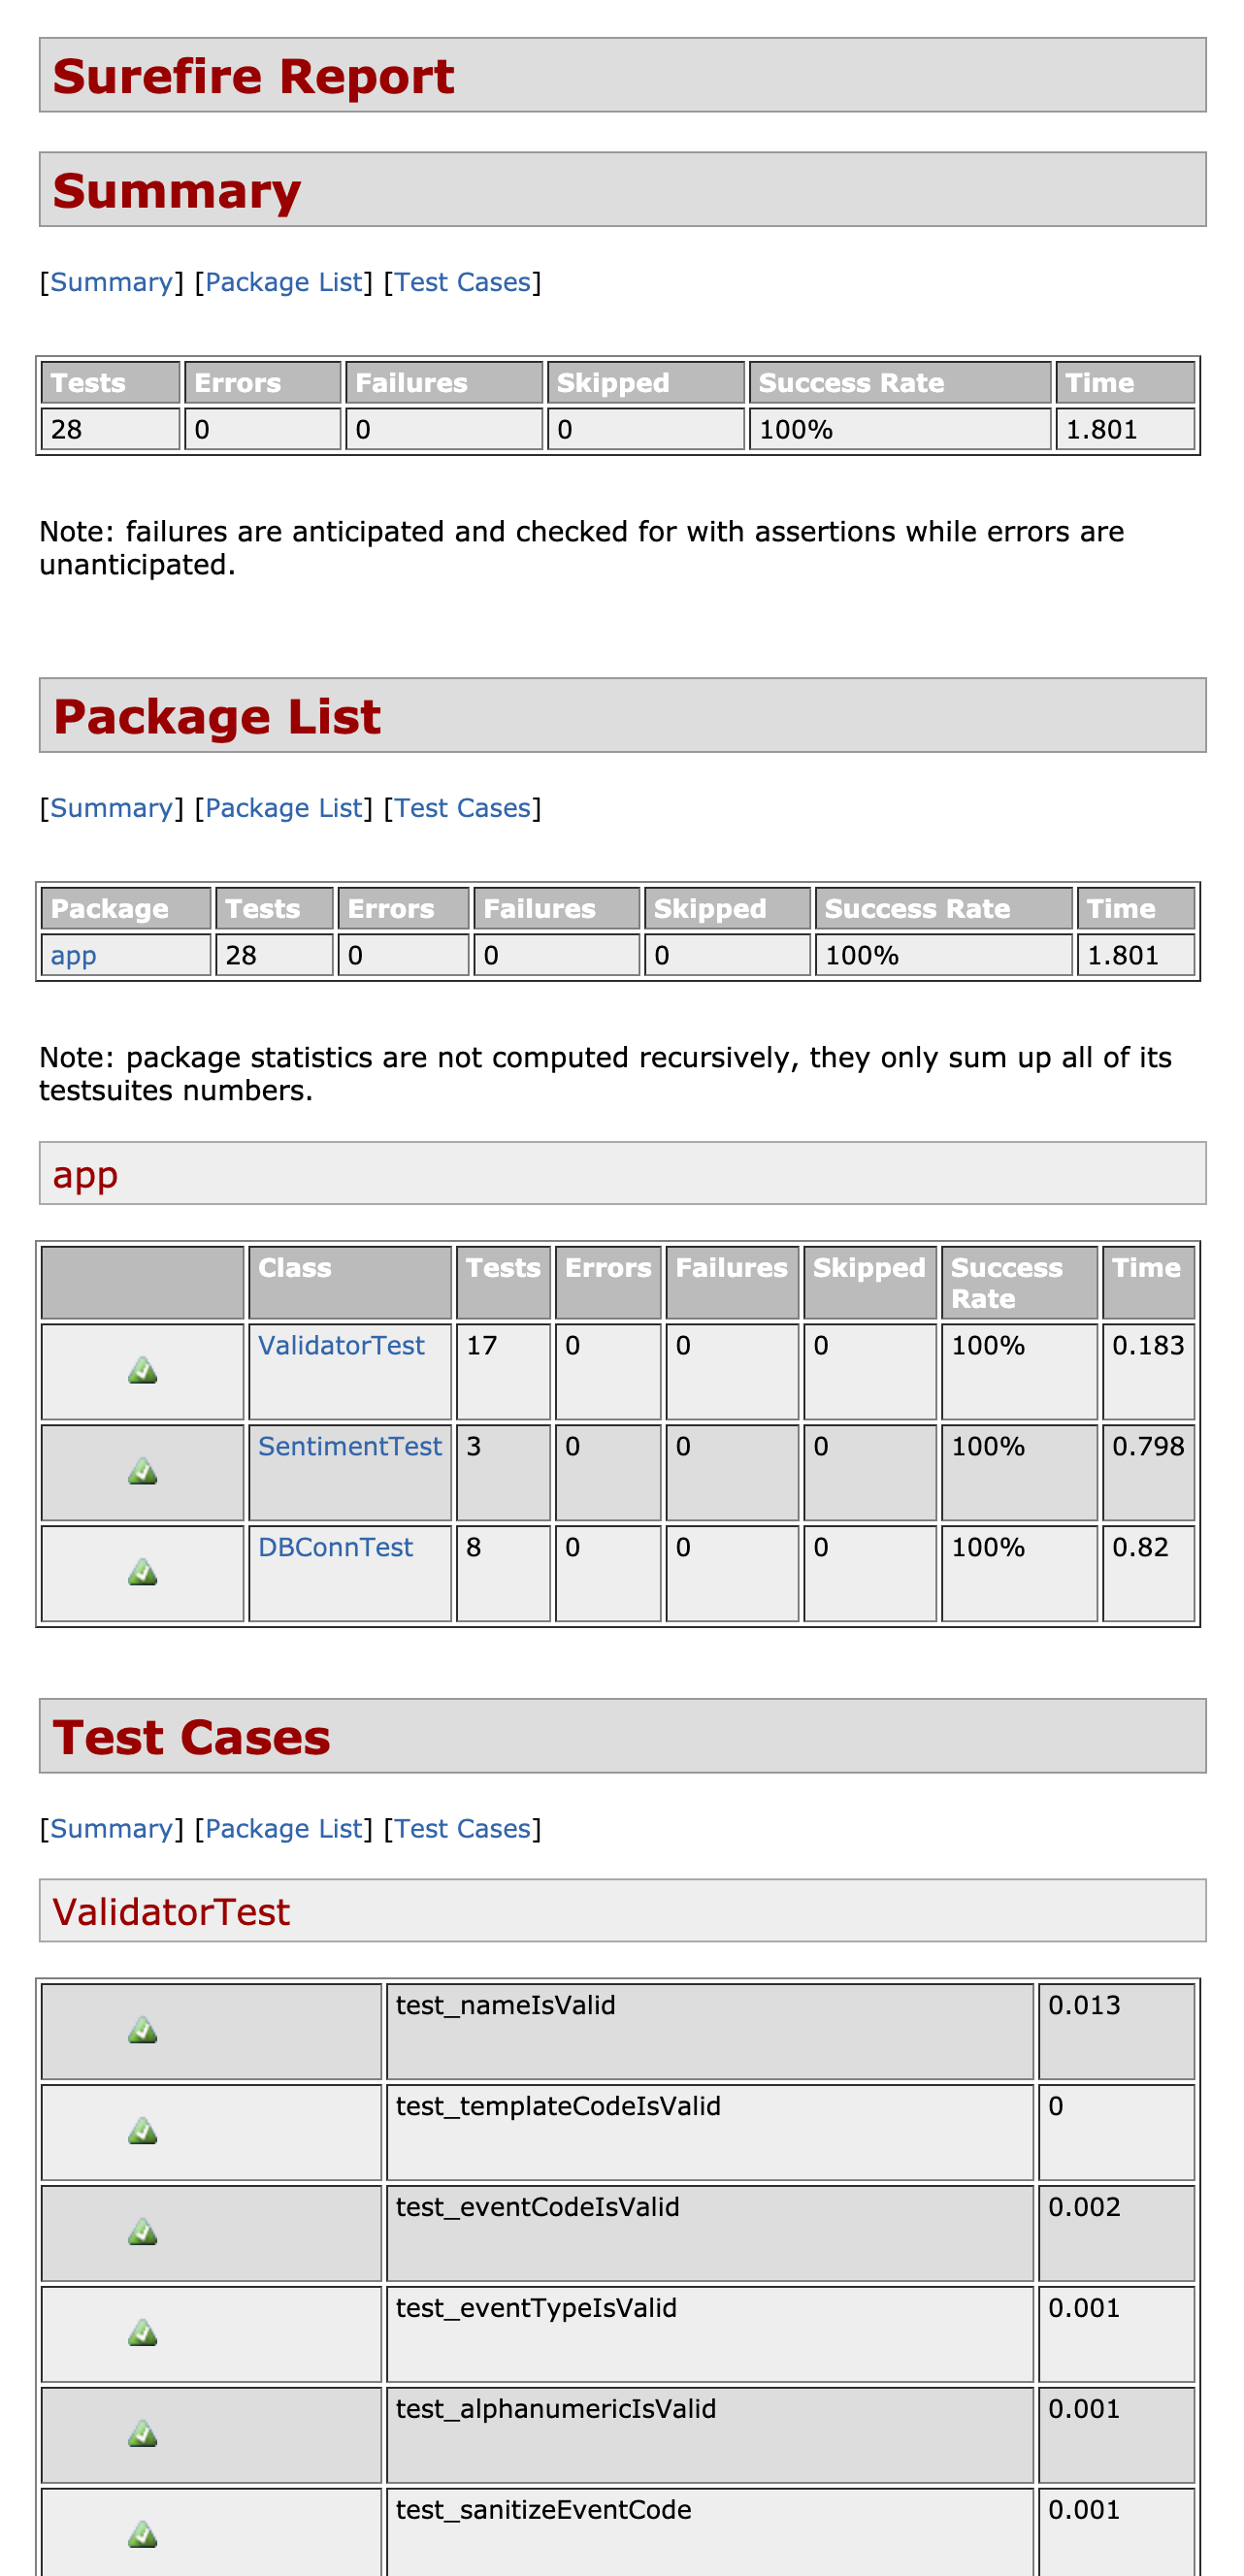 Surefire Report
Summary
[Summary] [Package List] [Test Cases]
Tests Errors Failures Skipped Success Rate Time
28 0 0 0 100% 1.801
Note: failures are anticipated and checked for with assertions while errors are
unanticipated.
Package List
[Summary] [Package List] [Test Cases]
Package Tests Errors Failures Skipped Success Rate Time
app 28 0 0 0 100% 1.801
Note: package statistics are not computed recursively, they only sum up all of its
testsuites numbers.
app
Class Tests Errors Failures Skipped Success Rate Time
ValidatorTest 17 0 0 0 100% 0.183
SentimentTest 3 0 0 0 100% 0.798
DBConnTest 8 0 0 0 100% 0.82
Test Cases
[Summary] [Package List] [Test Cases]
ValidatorTest
test_nameIsValid 0.013
test_templateCodeIsValid 0
test_eventCodeIsValid 0.002
test_eventTypeIsValid 0.001
test_alphanumericIsValid 0.001
test_sanitizeEventCode 0.001